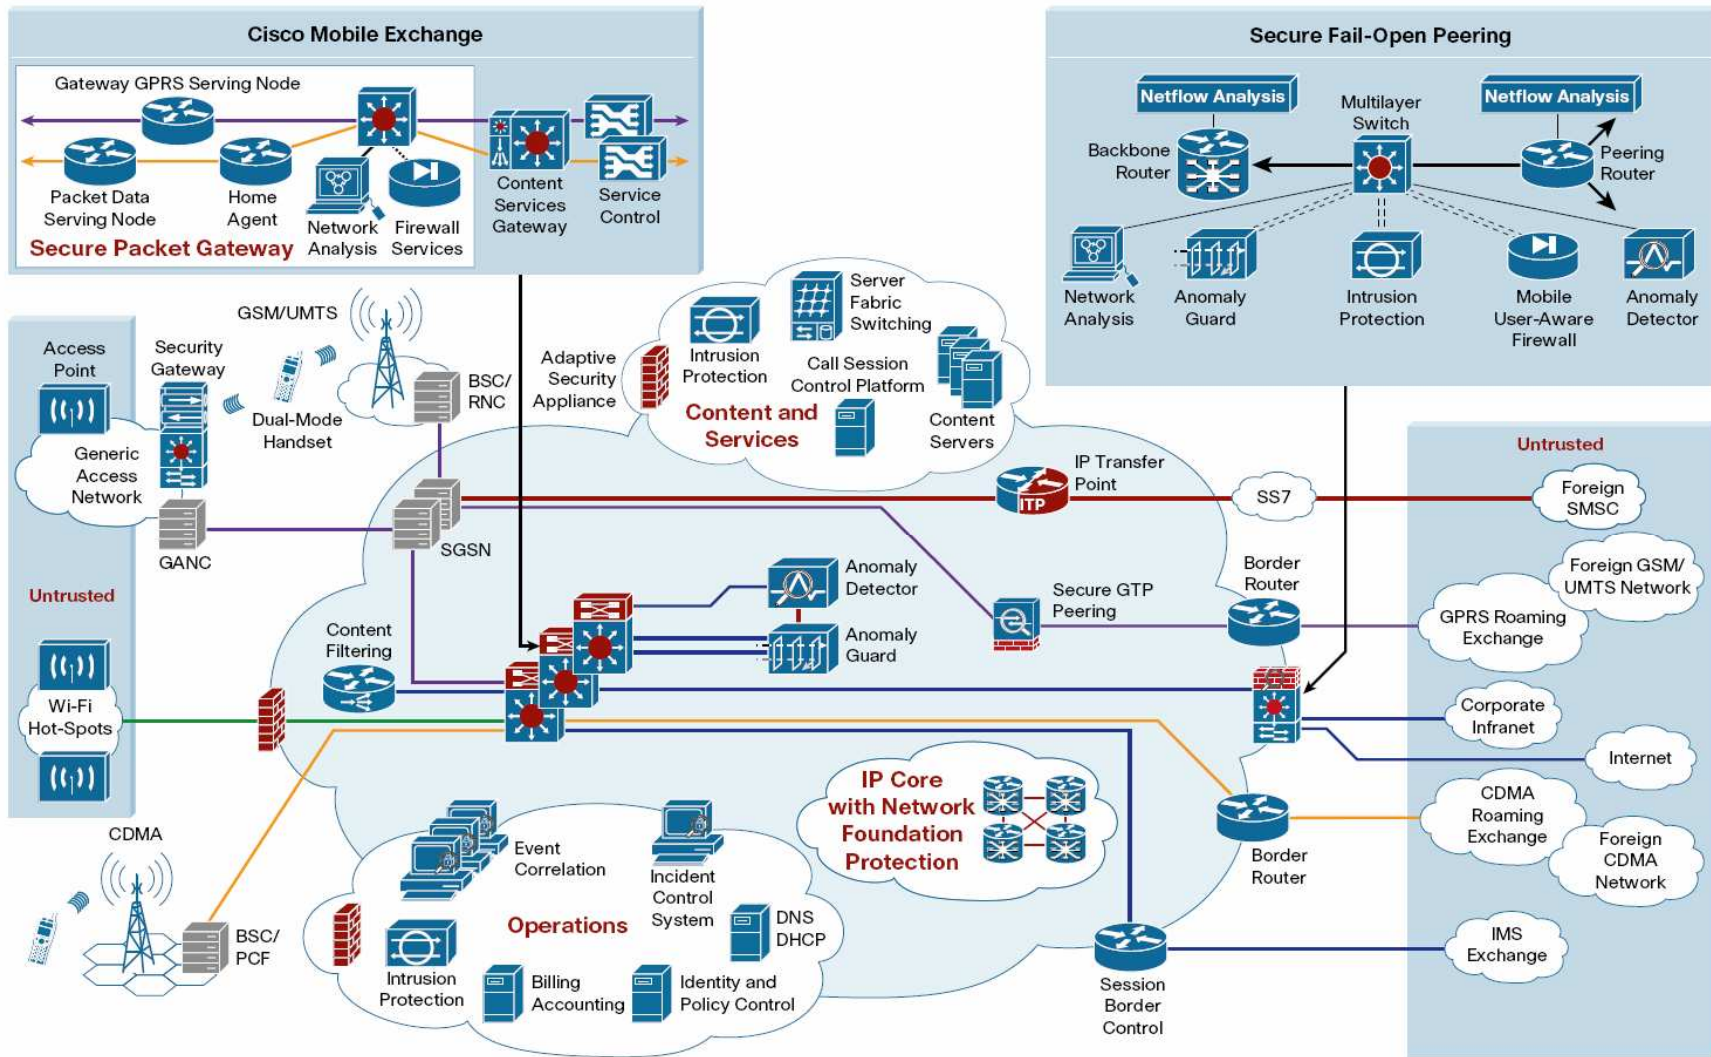 Cisco Mobile Exchange
Gateway GPRS Serving Node
Packet Data
Serving Node
Home
Agent
Network
Analysis
Firewall
Services
Content
Services
Gateway
Service
Control
Secure Packet Gateway
Secure Fail-Open Peering
Netflow Analysis
Multilayer
Switch
Netflow Analysis
Backbone
Router
Peering
Router
Network
Analysis
Anomaly
Guard
Intrusion
Protection
Mobile
User-Aware
Firewall
Anomaly
Detector
GSM/UMTS
Access
Point
Security
Gateway
Dual-Mode
Handset
BSC/
RNC
Generic
Access
Network
GANC
SGSN
Adaptive
Security
Appliance
Intrusion
Protection
Server
Fabric
Switching
Call Session
Control Platform
Content and
Services
Content
Servers
IP Transfer
Point
ITP
SS7
Untrusted
Foreign
SMSC
Foreign GSM/
UMTS Network
GPRS Roaming
Exchange
Border
Router
Secure GTP
Peering
Anomaly
Detector
Anomaly
Guard
Content
Filtering
Untrusted
Wi-Fi
Hot-Spots
Corporate
Infranet
Internet
CDMA
Roaming
Exchange
Foreign
CDMA
Network
IMS
Exchange
IP Core
with Network
Foundation
Protection
Border
Router
Session
Border
Control
CDMA
BSC/
PCF
Event
Correlation
Incident
Control
System
Operations
DNS
DHCP
Intrusion
Protection
Billing
Accounting
Identity and
Policy Control